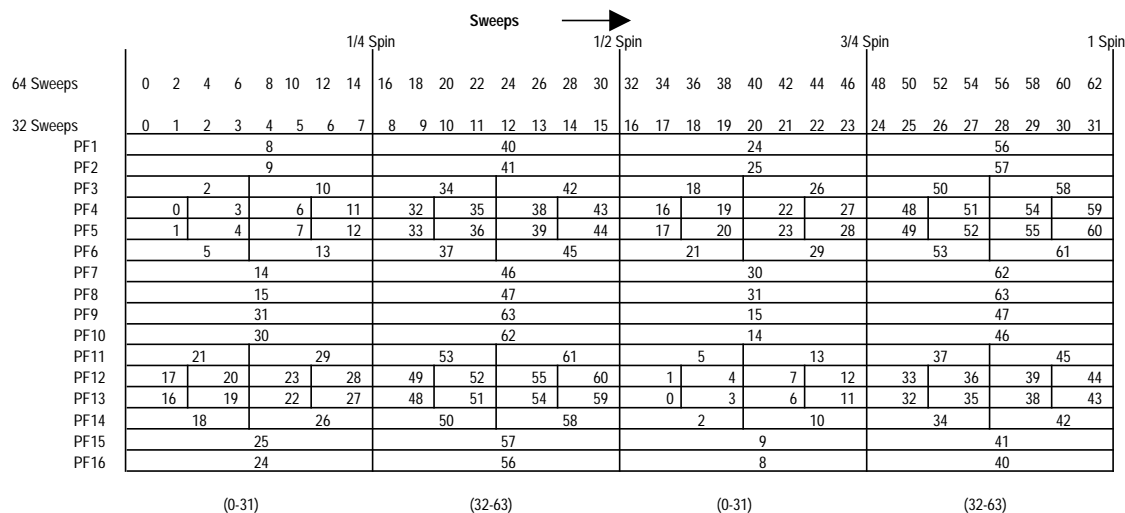 Sweeps
1/4 Spin 1/2 Spin 3/4 Spin 1 Spin
64 Sweeps 0 2 4 6 8 10 12 14 16 18 20 22 24 26 28 30 32 34 36 38 40 42 44 46 48 50 52 54 56 58 60 62
32 Sweeps 0 1 2 3 4 5 6 7 8 9 10 11 12 13 14 15 16 17 18 19 20 21 22 23 24 25 26 27 28 29 30 31
PF1 8 40 24 56
PF2 9 41 25 57
PF3 2 10 34 42 18 26 50 58
PF4 0 3 6 11 32 35 38 43 16 19 22 27 48 51 54 59
PF5 1 4 7 12 33 36 39 44 17 20 23 28 49 52 55 60
PF6 5 13 37 45 21 29 53 61
PF7 14 46 30 62
PF8 15 47 31 63
PF9 31 63 15 47
PF10 30 62 14 46
PF11 21 29 53 61 5 13 37 45
PF12 17 20 23 28 49 52 55 60 1 4 7 12 33 36 39 44
PF13 16 19 22 27 48 51 54 59 0 3 6 11 32 35 38 43
PF14 18 26 50 58 2 10 34 42
PF15 25 57 9 41
PF16 24 56 8 40
(0-31) (32-63) (0-31) (32-63)